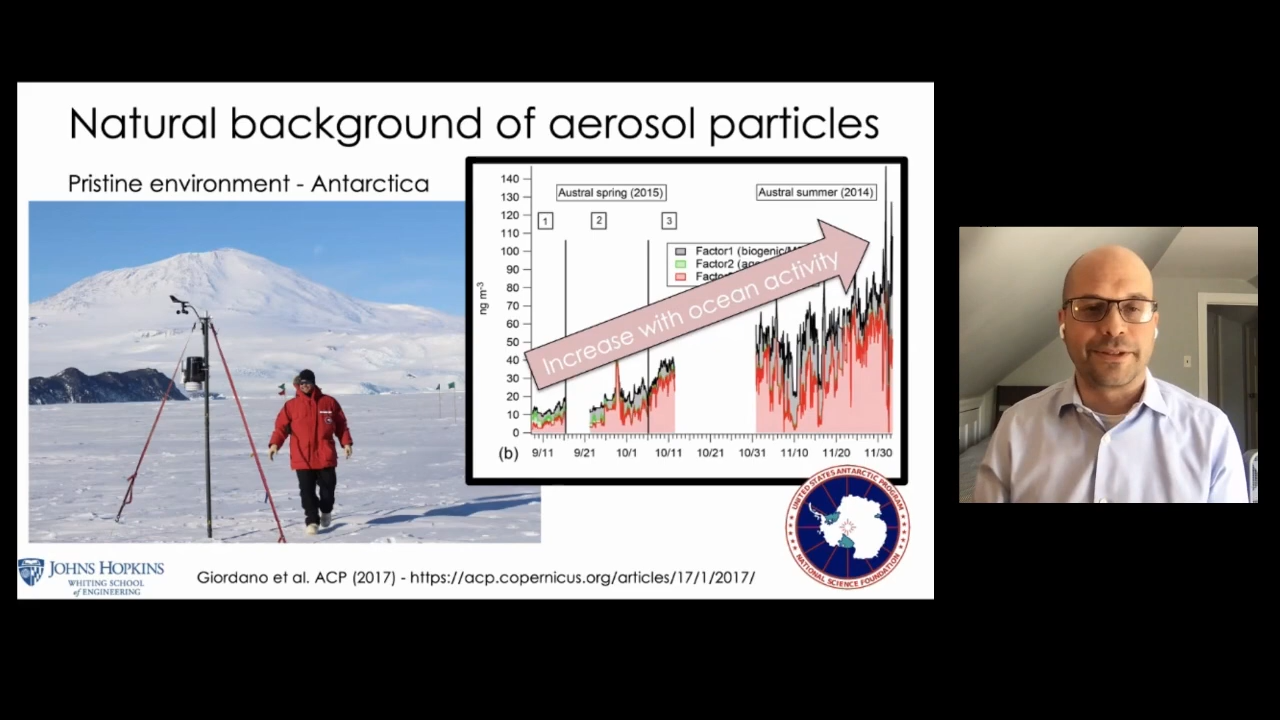 Natural background of aerosol particles
Pristine environment - Antarctica
140
130
120
110
100
90
80
70
60
50
40
30
20
10
0
ng m-3
Austral spring (2015)
Austral summer (2014)
1
2
3
Factor1 (biogenic/
Factor2
Increase with ocean activity
(b)
9/11 9/21 10/1 10/11 10/21 10/31 11/10 11/20 11/30
UNITED STATES ANTARCTIC PROGRAM
NATIONAL SCIENCE FOUNDATION
JOHNS HOPKINS
WHITING SCHOOL
of ENGINEERING
Giordano et al. ACP (2017) - https://acp.copernicus.org/articles/17/1/2017/